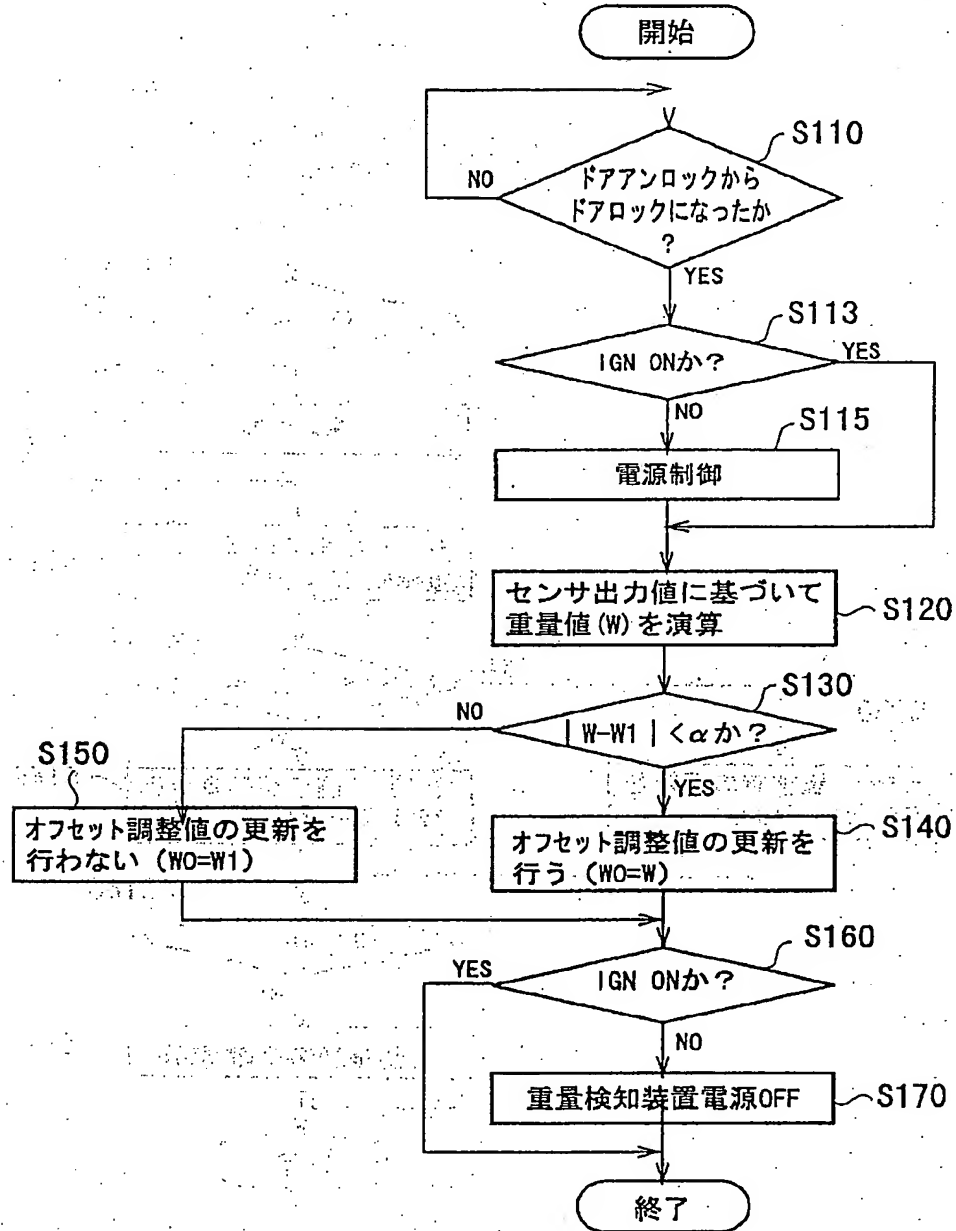 開始
S110
NO
ドアアンロックから
ドアロックになったか
?
YES
S113
IGN ONか?
YES
NO
S115
電源制御
センサ出力値に基づいて
重量値(W)を演算
S120
S130
NO
|W-W1|<αか?
YES
S150
オフセット調整値の更新を
行わない (W0=W1)
オフセット調整値の更新を
行う (W0=W)
S140
S160
YES
IGN ONか?
NO
重量検知装置電源OFF
S170
終了